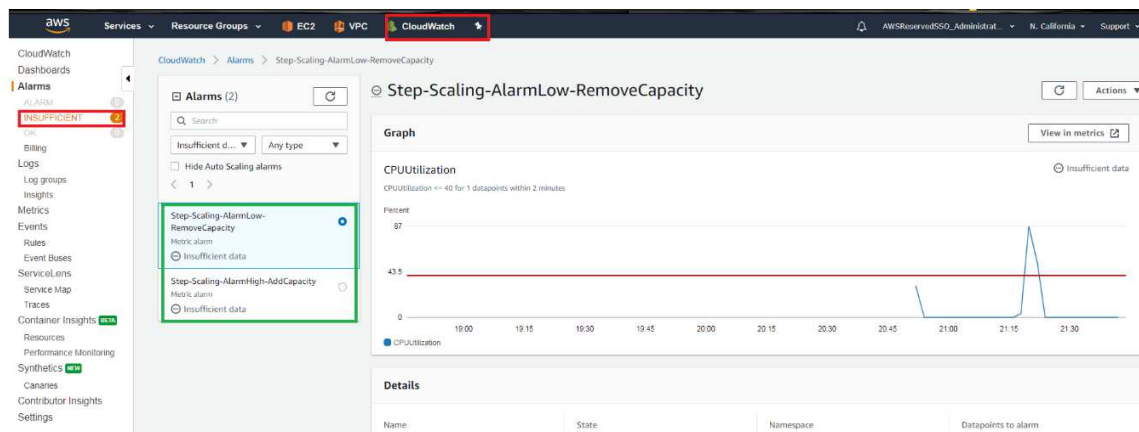 aws
Services
Resource Groups
EC2
VPC
CloudWatch
AWSReservedSSO_Administrat...
N. California
Support
CloudWatch
Dashboards
Alarms
ALARM 0
INSUFFICIENT 2
OK 0
Billing
Logs
Log groups
Insights
Metrics
Events
Rules
Event Buses
ServiceLens
Service Map
Traces
Container Insights BETA
Resources
Performance Monitoring
Synthetics NEW
Canaries
Contributor Insights
Settings
CloudWatch > Alarms > Step-Scaling-AlarmLow-RemoveCapacity
Alarms (2)
Search
Insufficient d...
Any type
Hide Auto Scaling alarms
< 1 >
Step-Scaling-AlarmLow-
RemoveCapacity
Metric alarm
Insufficient data
Step-Scaling-AlarmHigh-AddCapacity
Metric alarm
Insufficient data
Step-Scaling-AlarmLow-RemoveCapacity
Actions
Graph
View in metrics
CPUUtilization
Insufficient data
CPUUtilization <= 40 for 1 datapoints within 2 minutes
Percent
87
43.5
0
19:00 19:15 19:30 19:45 20:00 20:15 20:30 20:45 21:00 21:15 21:30
CPUUtilization
Details
Name
State
Namespace
Datapoints to alarm